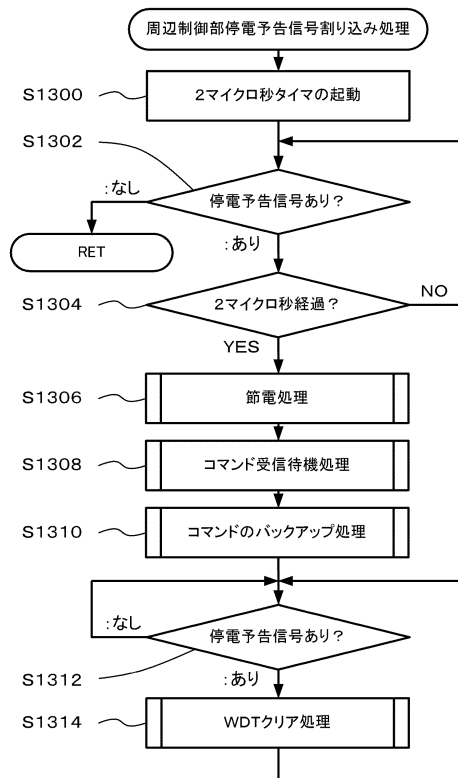 周辺制御部停電予告信号割り込み処理
S1300
2マイクロ秒タイマの起動
S1302
停電予告信号あり?
:なし
RET
:あり
S1304
2マイクロ秒経過?
NO
YES
S1306
節電処理
S1308
コマンド受信待機処理
S1310
コマンドのバックアップ処理
:なし
停電予告信号あり?
S1312
:あり
S1314
WDTクリア処理